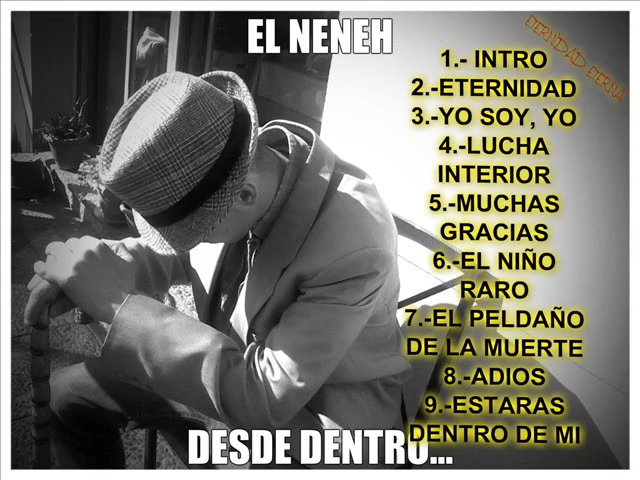 EL NENEH
ETERNIDAD ETERNA
1.- INTRO
2.-ETERNIDAD
3.-YO SOY, YO
4.-LUCHA
INTERIOR
5.-MUCHAS
GRACIAS
6.-EL NIÑO
RARO
7.-EL PELDAÑO
DE LA MUERTE
8.-ADIOS
9.-ESTARAS
DENTRO DE MI
DESDE DENTRO...